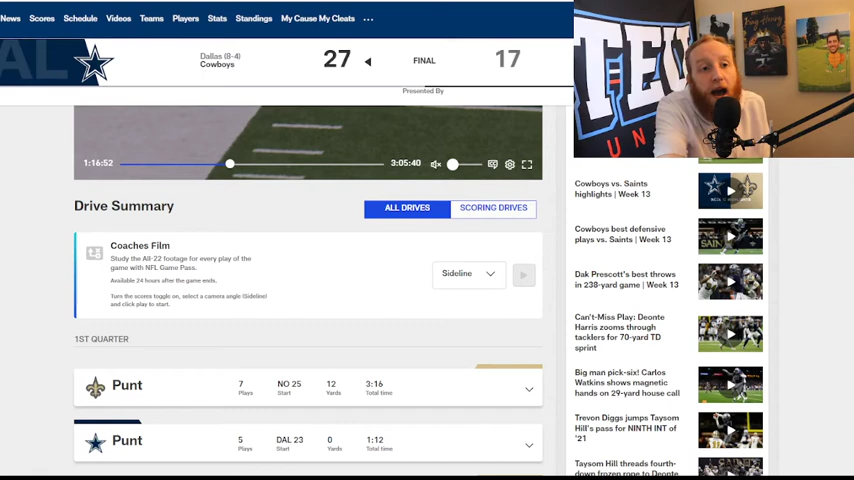 News Scores Schedule Videos Teams Players Stats Standings My Cause My Cleats ...
Dallas (8-4)
Cowboys
27
FINAL
17
Presented By
1:16:52
3:05:40
Drive Summary
ALL DRIVES
SCORING DRIVES
Coaches Film
Study the All-22 footage for every play of the
game with NFL Game Pass.
Available 24 hours after the game ends.
Turn the scores toggle on, select a camera angle (Sideline)
and click play to start.
Sideline
1ST QUARTER
Punt
7
Plays
NO 25
Start
12
Yards
3:16
Total time
Punt
5
Plays
DAL 23
Start
0
Yards
1:12
Total time
Cowboys vs. Saints
highlights | Week 13
Cowboys best defensive
plays vs. Saints | Week 13
Dak Prescott's best throws
in 238-yard game | Week 13
Can't-Miss Play: Deonte
Harris zooms through
tacklers for 70-yard TD
sprint
Big man pick-six! Carlos
Watkins shows magnetic
hands on 29-yard house call
Trevon Diggs jumps Taysom
Hill's pass for NINTH INT of
'21
Taysom Hill threads fourth-
down frozen rope to Deonte